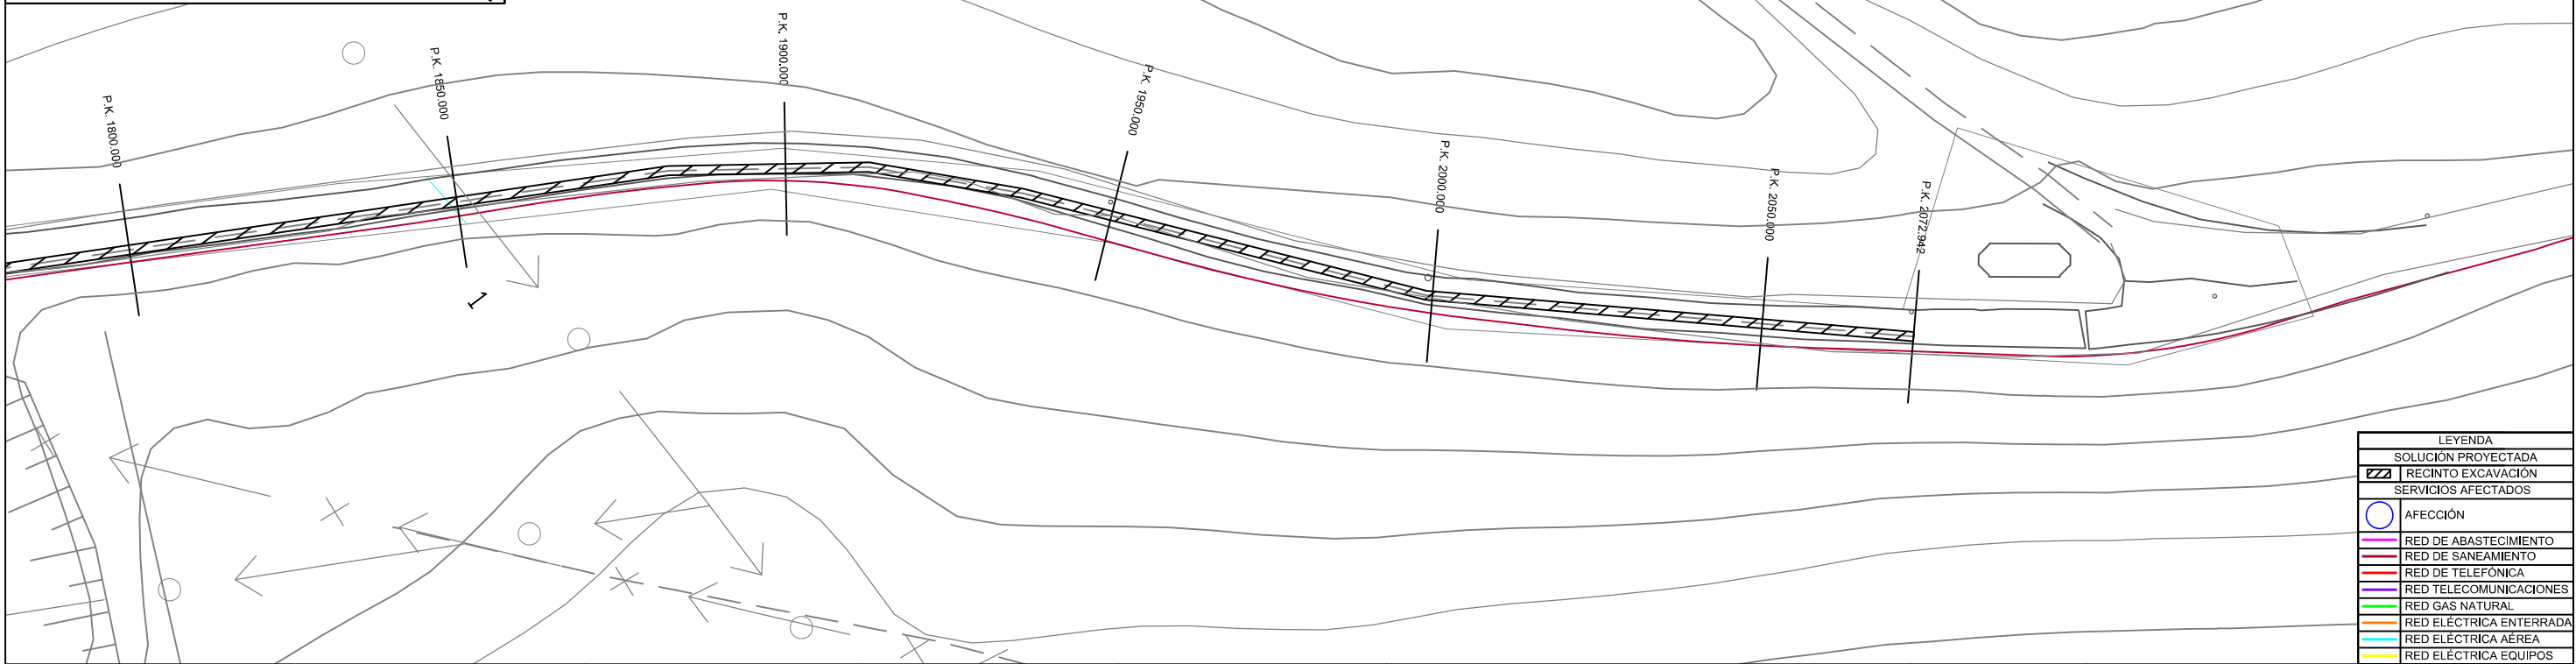 P.K. 1800.000
P.K. 1850.000
P.K. 1900.000
P.K. 1950.000
P.K. 2000.000
P.K. 2050.000
P.K. 2072.942
1
LEYENDA
SOLUCIÓN PROYECTADA
RECINTO EXCAVACIÓN
SERVICIOS AFECTADOS
AFECCIÓN
RED DE ABASTECIMIENTO
RED DE SANEAMIENTO
RED DE TELEFÓNICA
RED TELECOMUNICACIONES
RED GAS NATURAL
RED ELÉCTRICA ENTERRADA
RED ELÉCTRICA AÉREA
RED ELÉCTRICA EQUIPOS